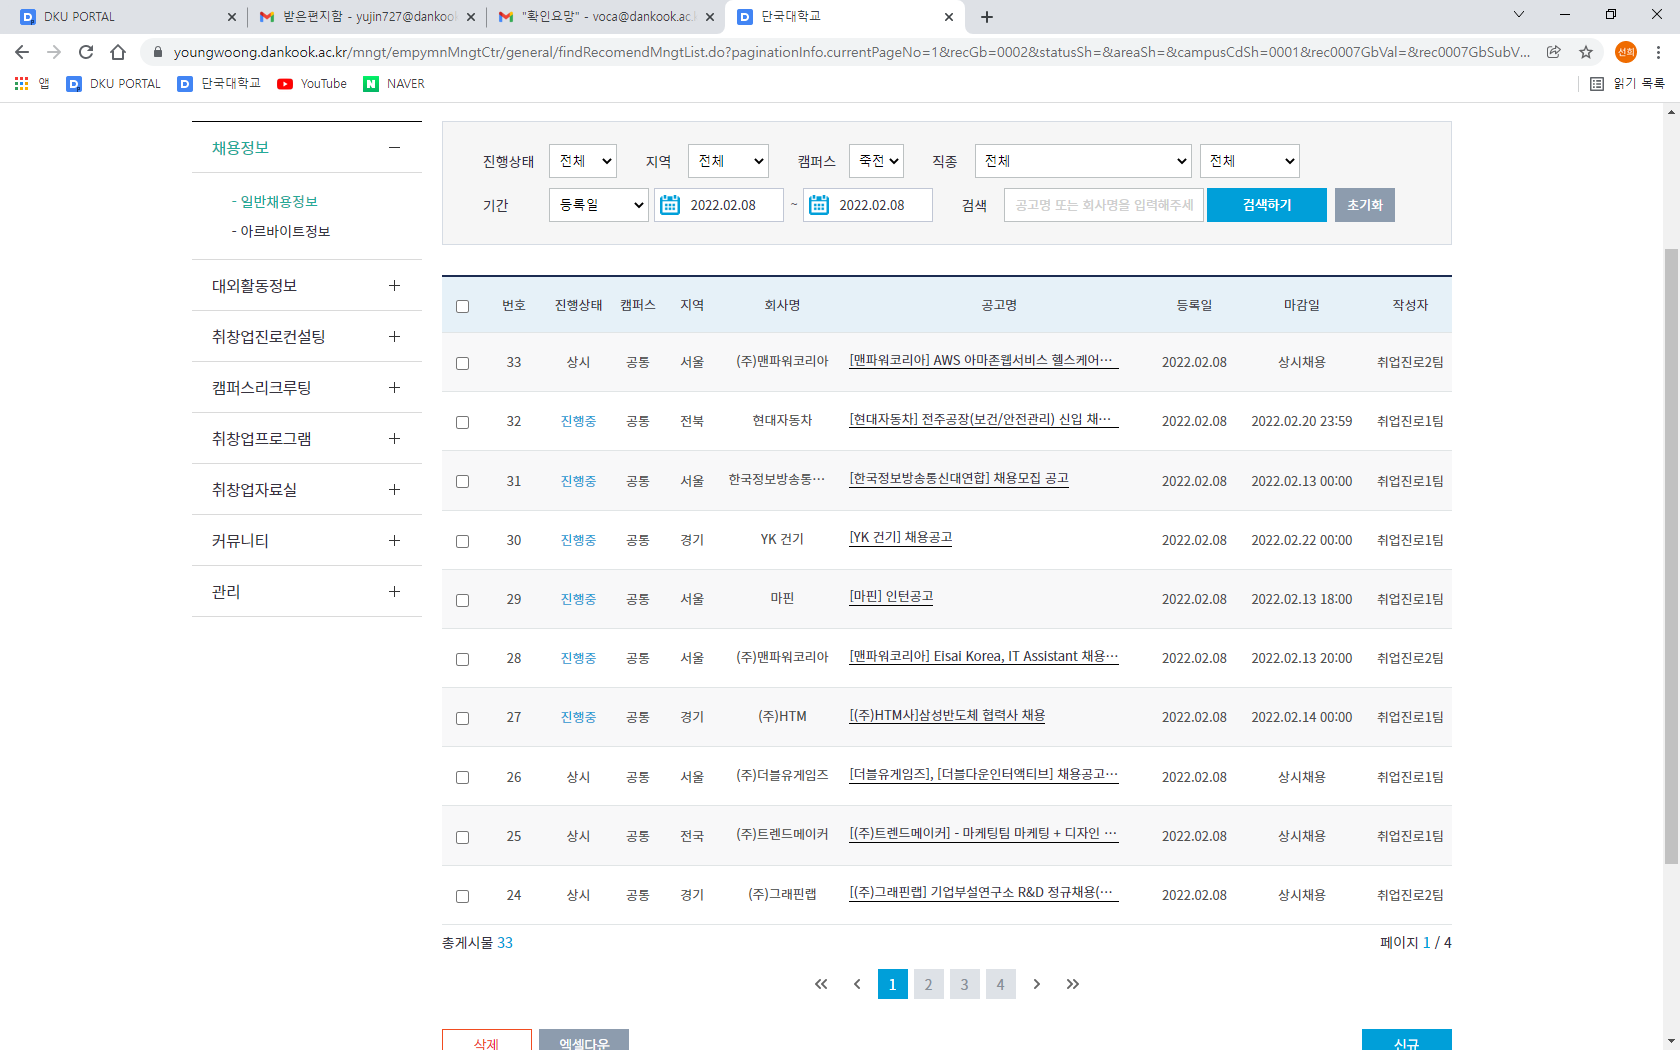 DKU PORTAL
받은편지함 - yujin727@dankook
"확인요망" - voca@dankook.ac.k
단국대학교
youngwoong.dankook.ac.kr/mngt/empymnMngtCtr/general/findRecomendMngtList.do?paginationInfo.currentPageNo=1&recGb=0002&statusSh=&areaSh=&campusCdSh=0001&rec0007GbVal=&rec0007GbSubV...
선희
앱 DKU PORTAL 단국대학교 YouTube NAVER 읽기 목록
채용정보
- 일반채용정보
- 아르바이트정보
대외활동정보
취창업진로컨설팅
캠퍼스리크루팅
취창업프로그램
취창업자료실
커뮤니티
관리
진행상태 전체 지역 전체 캠퍼스 죽전 직종 전체 전체
기간 등록일 2022.02.08 ~ 2022.02.08 검색 공고명 또는 회사명을 입력해주세 검색하기 초기화
번호 진행상태 캠퍼스 지역 회사명 공고명 등록일 마감일 작성자
33 상시 공통 서울 (주)맨파워코리아 [맨파워코리아] AWS 아마존웹서비스 헬스케어… 2022.02.08 상시채용 취업진로2팀
32 진행중 공통 전북 현대자동차 [현대자동차] 전주공장(보건/안전관리) 신입 채… 2022.02.08 2022.02.20 23:59 취업진로1팀
31 진행중 공통 서울 한국정보방송통… [한국정보방송통신대연합] 채용모집 공고 2022.02.08 2022.02.13 00:00 취업진로1팀
30 진행중 공통 경기 YK 건기 [YK 건기] 채용공고 2022.02.08 2022.02.22 00:00 취업진로1팀
29 진행중 공통 서울 마핀 [마핀] 인턴공고 2022.02.08 2022.02.13 18:00 취업진로1팀
28 진행중 공통 서울 (주)맨파워코리아 [맨파워코리아] Eisai Korea, IT Assistant 채용… 2022.02.08 2022.02.13 20:00 취업진로2팀
27 진행중 공통 경기 (주)HTM [(주)HTM사]삼성반도체 협력사 채용 2022.02.08 2022.02.14 00:00 취업진로1팀
26 상시 공통 서울 (주)더블유게임즈 [더블유게임즈], [더블다운인터액티브] 채용공고… 2022.02.08 상시채용 취업진로1팀
25 상시 공통 전국 (주)트렌드메이커 [(주)트렌드메이커] - 마케팅팀 마케팅 + 디자인 … 2022.02.08 상시채용 취업진로1팀
24 상시 공통 경기 (주)그래핀랩 [(주)그래핀랩] 기업부설연구소 R&D 정규채용(… 2022.02.08 상시채용 취업진로2팀
총게시물 33 페이지 1 / 4
1 2 3 4
삭제 엑셀다운 신규